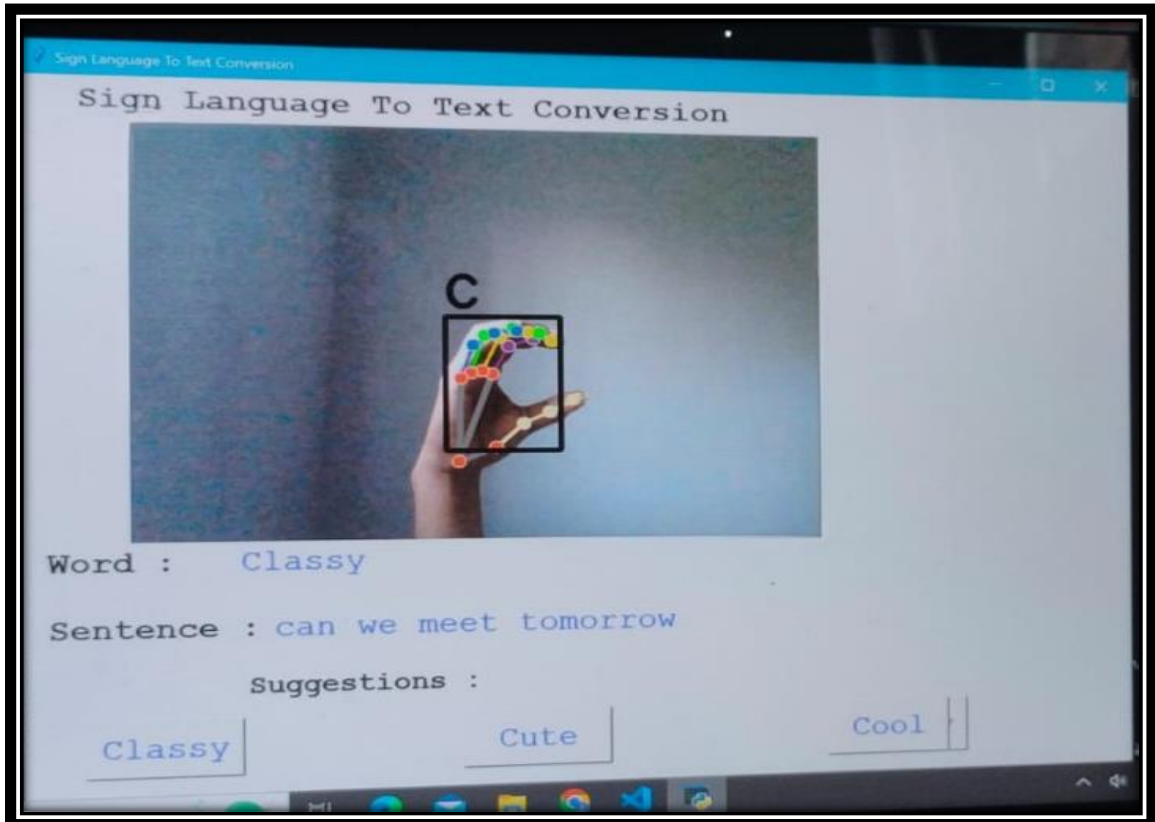 Sign Language To Text Conversion
Sign Language To Text Conversion
C
Word : Classy
Sentence : can we meet tomorrow
Suggestions :
Classy Cute Cool